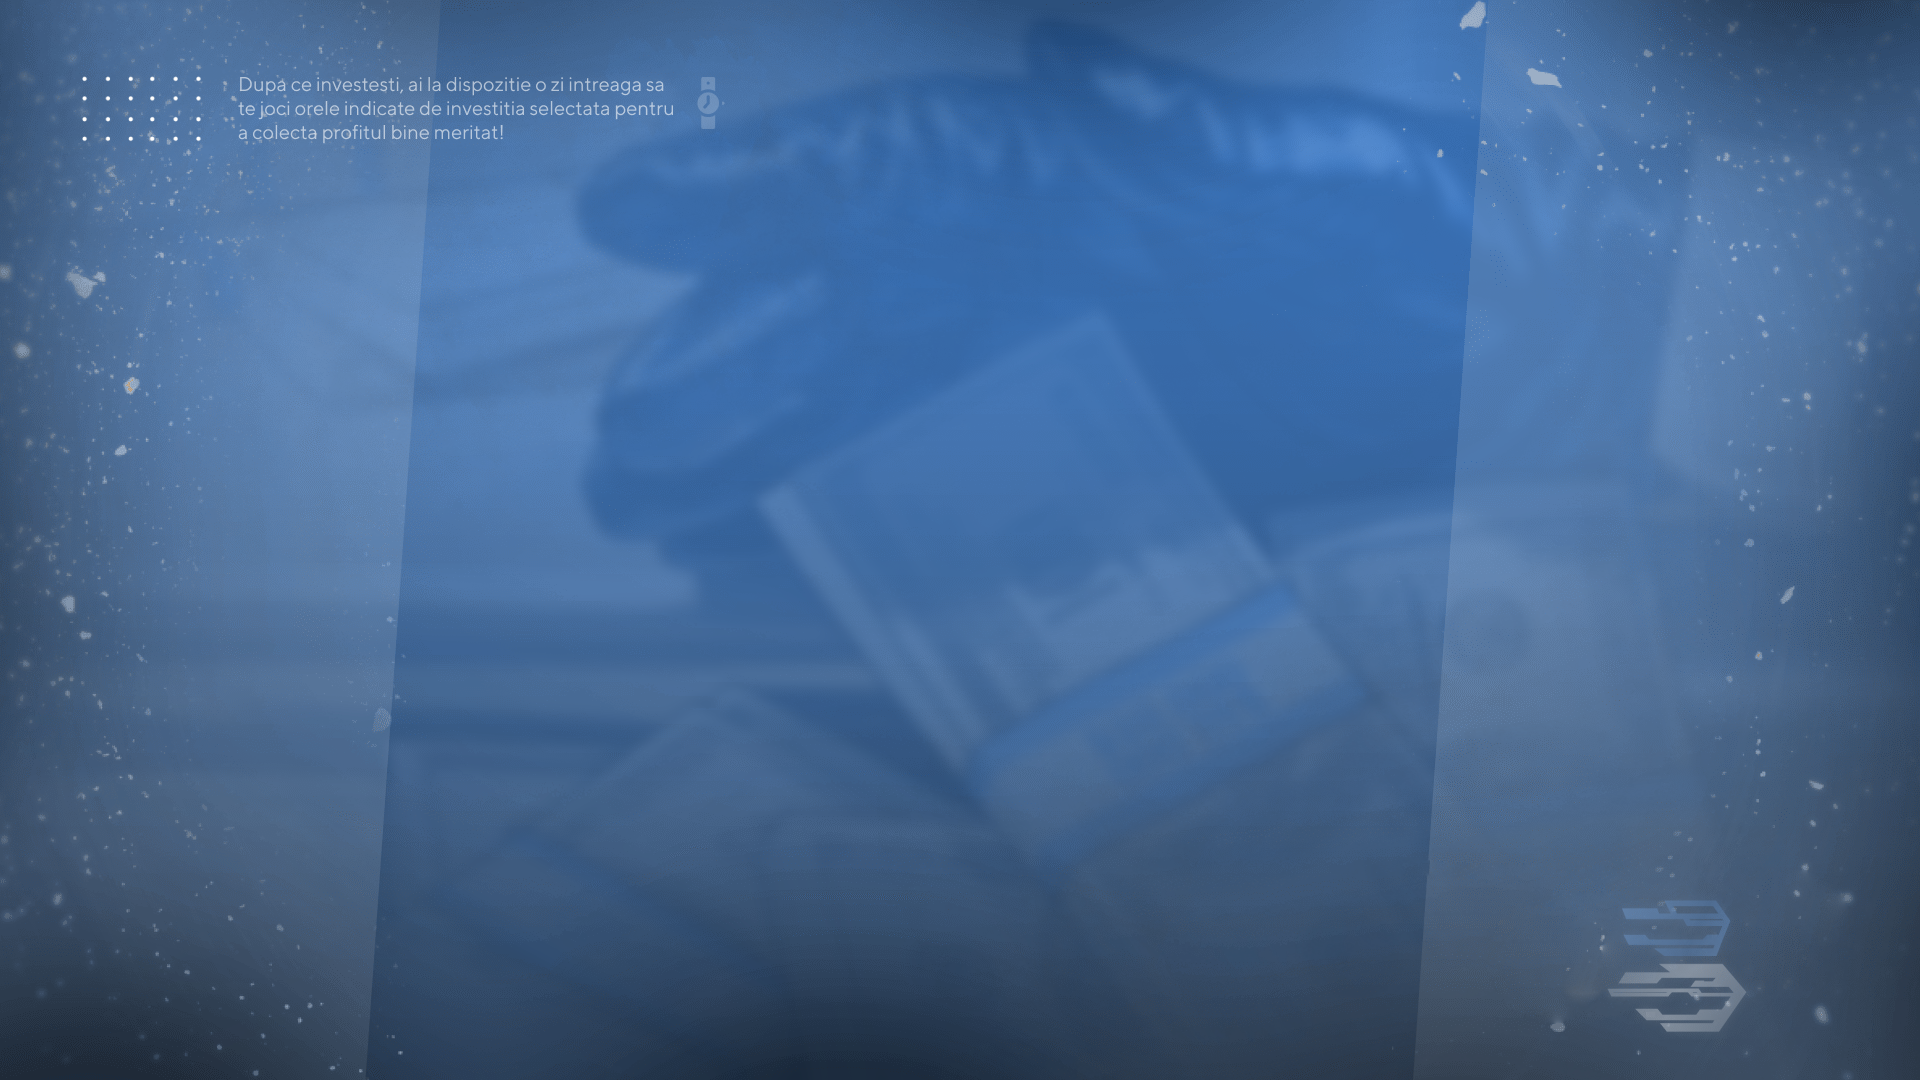 Dupa ce investesti, ai la dispozitie o zi intreaga sa
te joci orele indicate de investitia selectata pentru
a colecta profitul bine meritat!